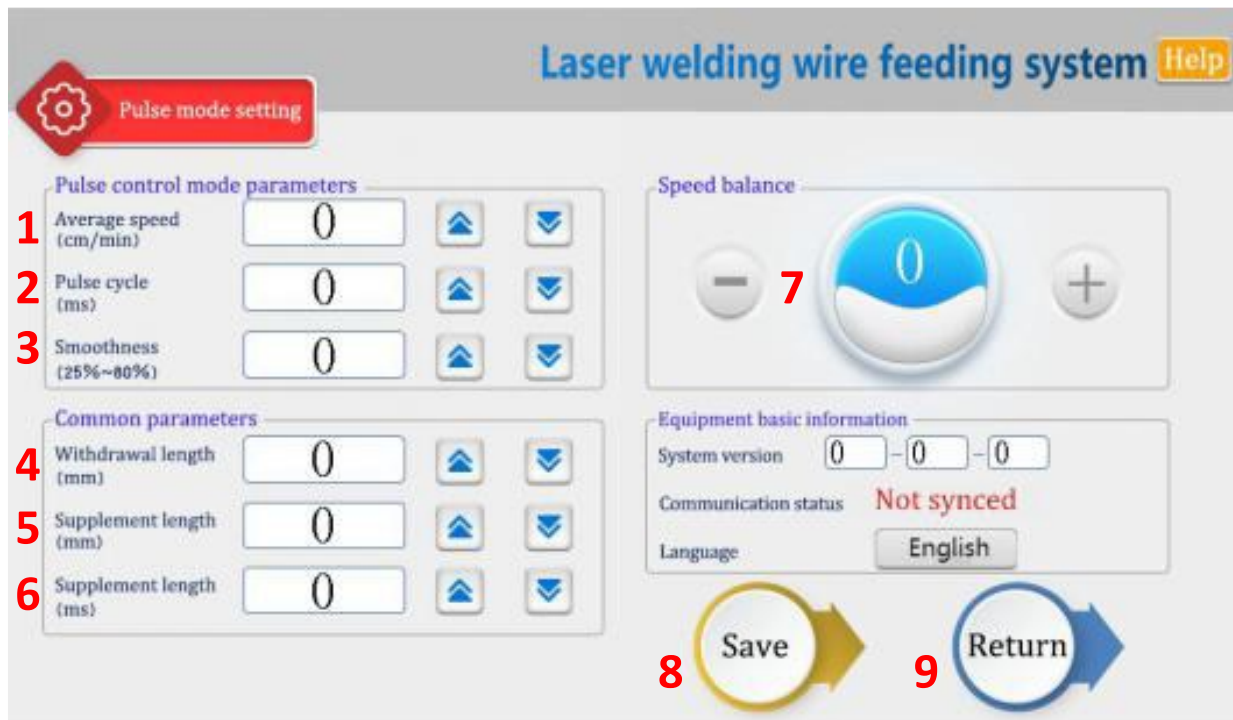 Laser welding wire feeding system Help
Pulse mode setting
Pulse control mode parameters
1 Average speed 0
(cm/min)
2 Pulse cycle 0
(ms)
3 Smoothness 0
(25%~80%)
Common parameters
4 Withdrawal length 0
(mm)
5 Supplement length 0
(mm)
6 Supplement length 0
(ms)
Speed balance
− 7 0 +
Equipment basic information
System version 0 - 0 - 0
Communication status Not synced
Language English
8 Save
9 Return